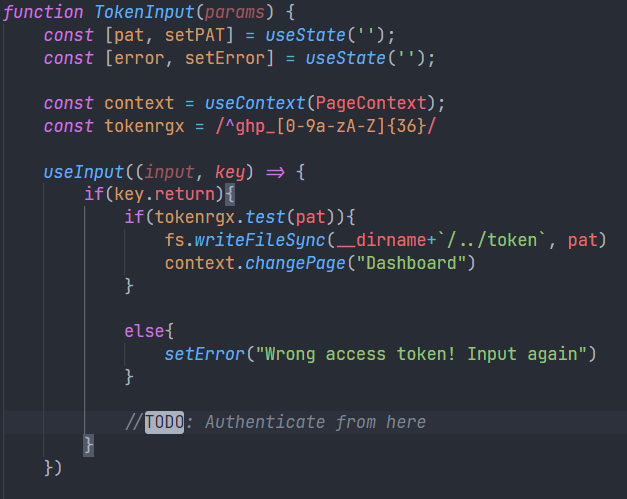 function TokenInput(params) {
    const [pat, setPAT] = useState('');
    const [error, setError] = useState('');

    const context = useContext(PageContext);
    const tokenrgx = /^ghp_[0-9a-zA-Z]{36}/

    useInput((input, key) => {
        if(key.return){
            if(tokenrgx.test(pat)){
                fs.writeFileSync(__dirname+`/../token`, pat)
                context.changePage("Dashboard")
            }

            else{
                setError("Wrong access token! Input again")
            }

            //TODO: Authenticate from here
        }
    })